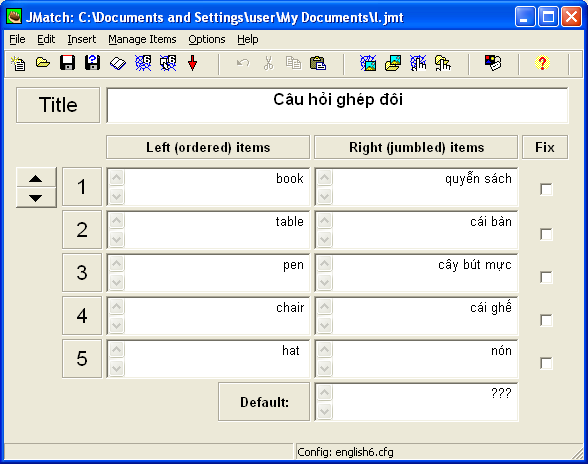 JMatch: C:\Documents and Settings\user\My Documents\l.jmt
File Edit Insert Manage Items Options Help
Title Câu hỏi ghép đôi
Left (ordered) items Right (jumbled) items Fix
1 book quyển sách
2 table cái bàn
3 pen cây bút mực
4 chair cái ghế
5 hat nón
Default: ???
Config: english6.cfg